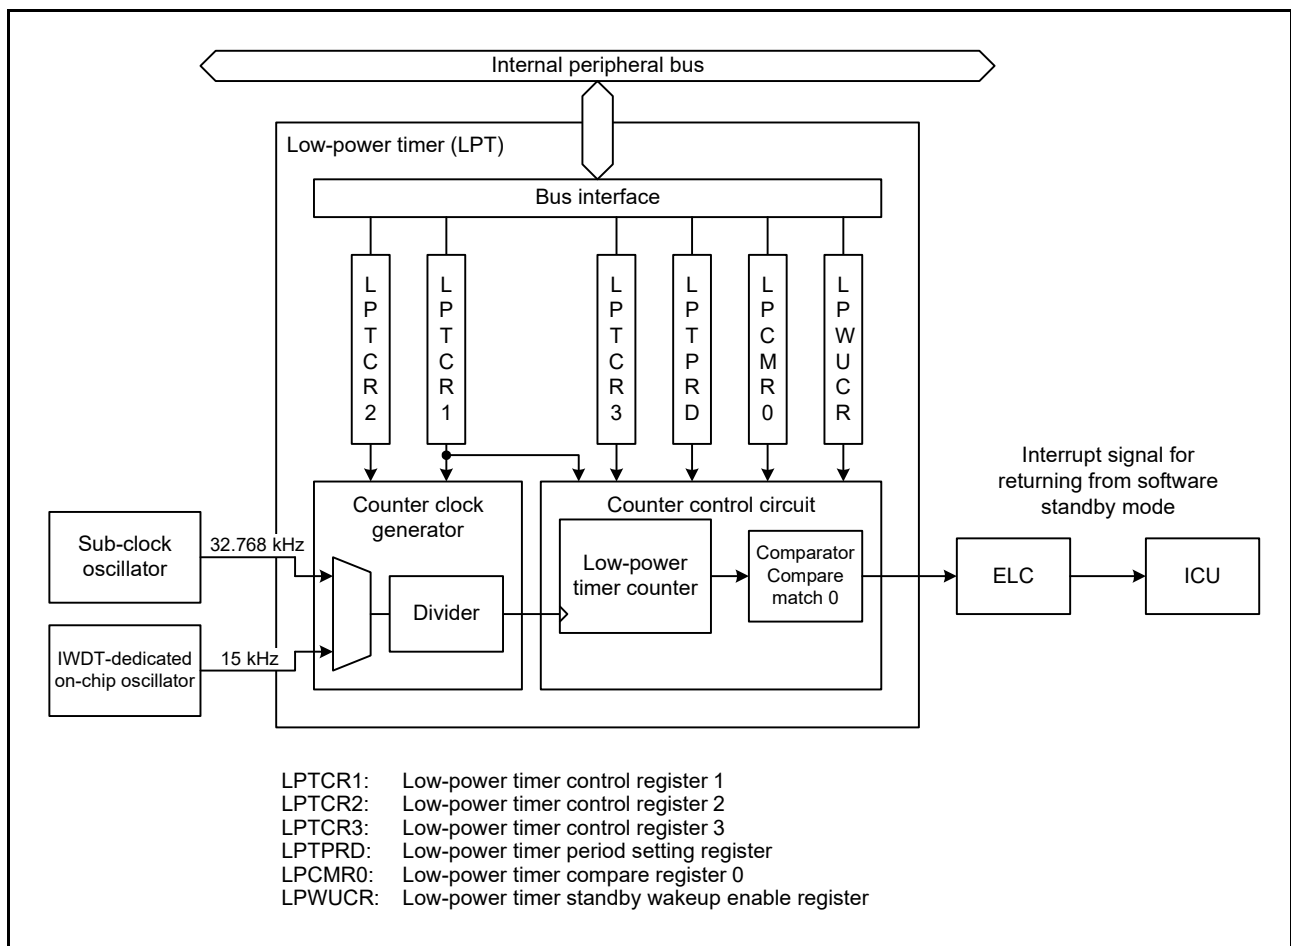 Internal peripheral bus
Low-power timer (LPT)
Bus interface
LPTCR2
LPTCR1
LPTCR3
LPTPRD
LPCMR0
LPWUCR
Interrupt signal for
returning from software
standby mode
Counter clock
generator
Counter control circuit
Sub-clock
oscillator
32.768 kHz
Divider
Low-power
timer counter
Comparator
Compare
match 0
ELC
ICU
IWDT-dedicated
on-chip oscillator
15 kHz
LPTCR1: Low-power timer control register 1
LPTCR2: Low-power timer control register 2
LPTCR3: Low-power timer control register 3
LPTPRD: Low-power timer period setting register
LPCMR0: Low-power timer compare register 0
LPWUCR: Low-power timer standby wakeup enable register